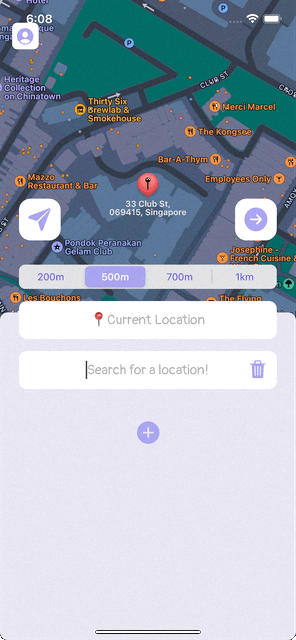 Hotel
6:08
que
Heritage
Collection
on Chinatown
P
Thirty Six
Brewlab &
Smokehouse
CLUB ST
Merci Marcel
The Kongsee
Bar-A-Thym
Mazzo
Restaurant & Bar
Employees Only
33 Club St,
069415, Singapore
P
Pondok Peranakan
Gelam Club
Josephine -
French Cuisine &
200m
500m
700m
1km
Les Bouchons
The Flying
Current Location
Search for a location!